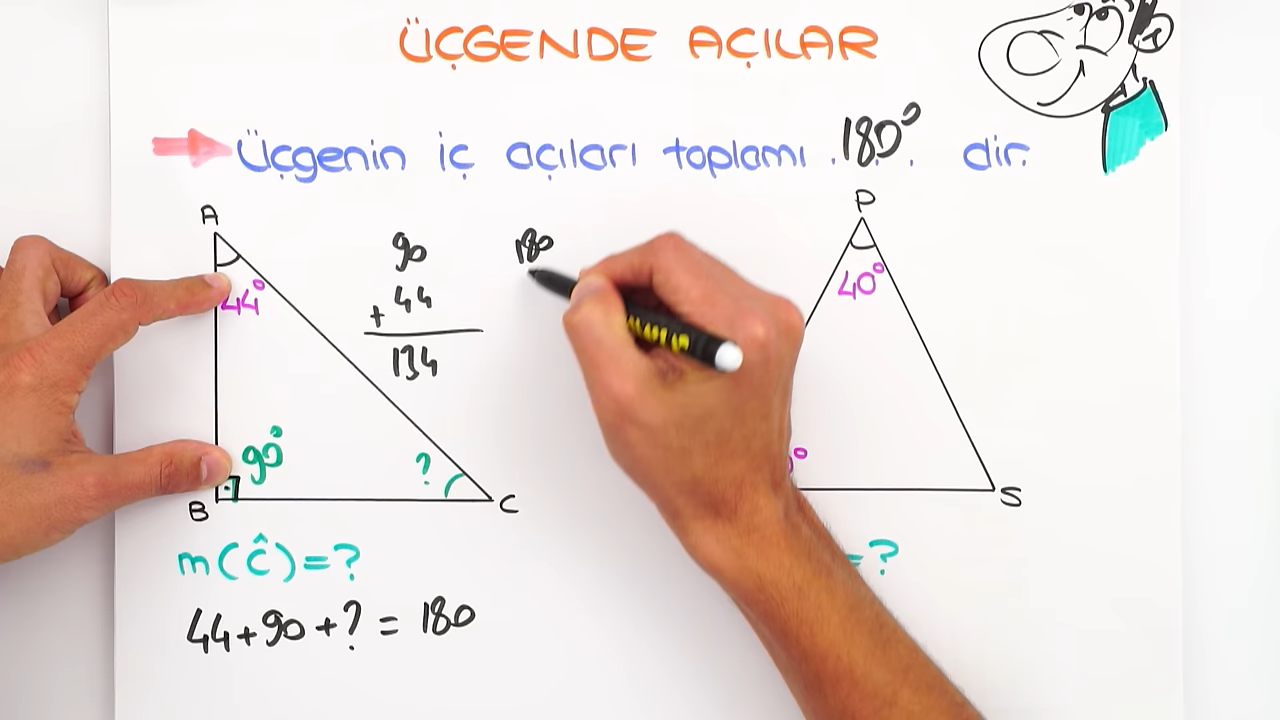 ÜÇGENDE AÇILAR
Üçgenin iç açıları toplamı .180°. dir.
A
44°
90°
B
?
C
90
+ 44
134
180
P
40°
S
m(Ĉ)=?
44+90+?=180
=?